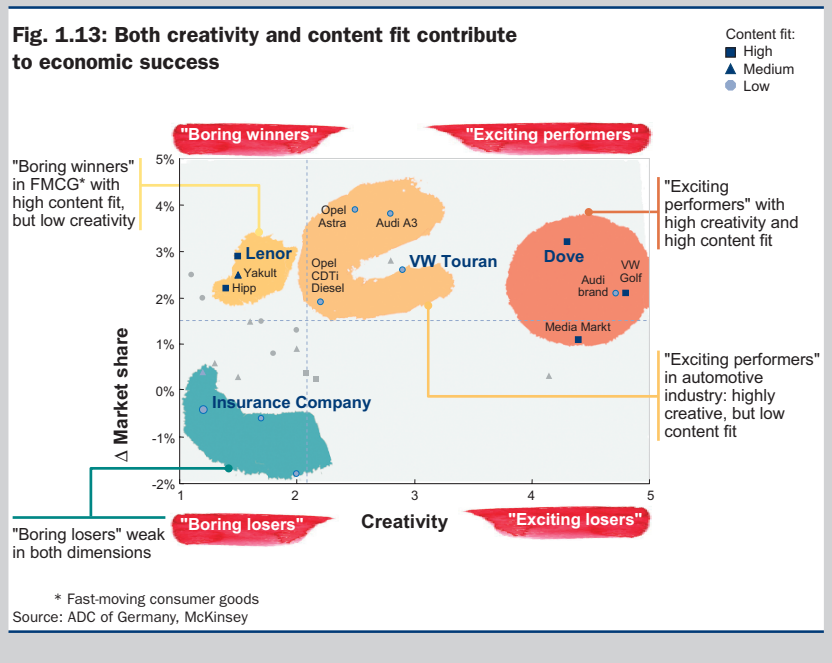 Fig. 1.13: Both creativity and content fit contribute
to economic success
Content fit:
High
Medium
Low
"Boring winners"
"Exciting performers"
"Boring winners"
in FMCG* with
high content fit,
but low creativity
"Exciting
performers" with
high creativity and
high content fit
"Exciting performers"
in automotive
industry: highly
creative, but low
content fit
"Boring losers" weak
in both dimensions
Δ Market share
5%
4%
3%
2%
1%
0%
-1%
-2%
Opel
Astra
Audi A3
Lenor
Yakult
Hipp
Opel
CDTi
Diesel
VW Touran
Dove
VW
Golf
Audi
brand
Media Markt
Insurance Company
1
2
3
4
5
"Boring losers"
Creativity
"Exciting losers"
* Fast-moving consumer goods
Source: ADC of Germany, McKinsey